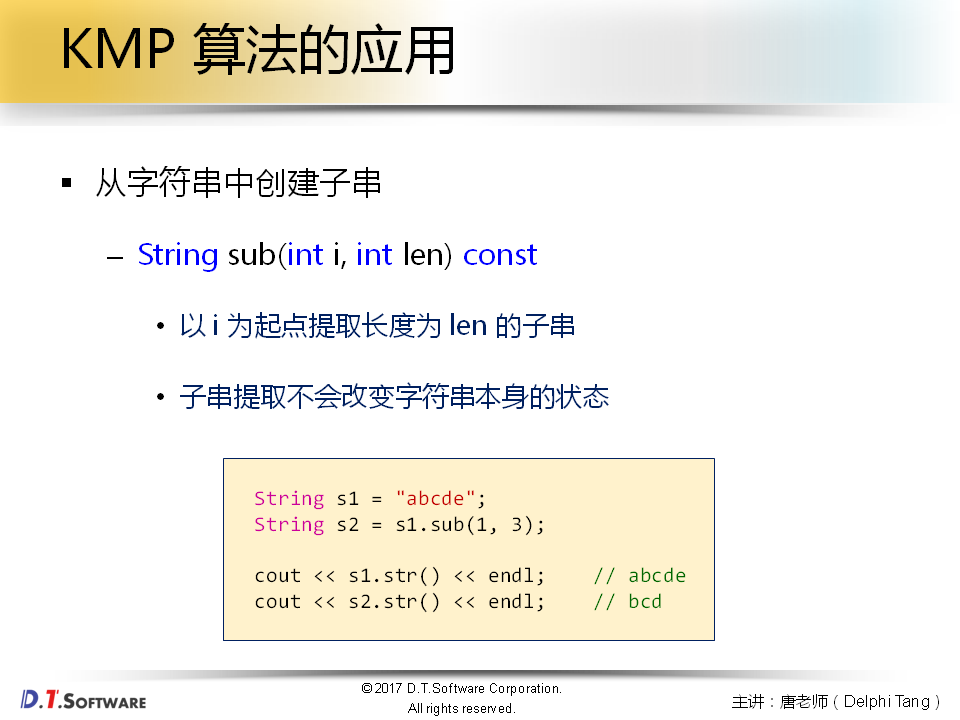 KMP 算法的应用
▪ 从字符串中创建子串
– String sub(int i, int len) const
• 以 i 为起点提取长度为 len 的子串
• 子串提取不会改变字符串本身的状态
String s1 = "abcde";
String s2 = s1.sub(1, 3);
cout << s1.str() << endl;    // abcde
cout << s2.str() << endl;    // bcd
D.T.SOFTWARE
©2017 D.T.Software Corporation.
All rights reserved.
主讲：唐老师（Delphi Tang）